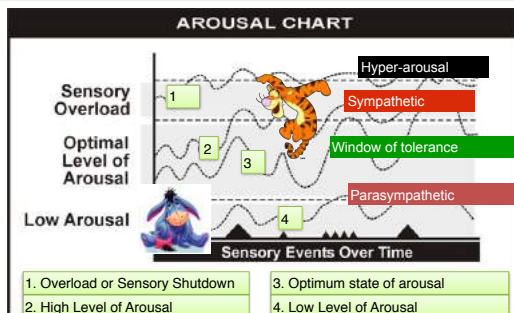 AROUSAL CHART
Hyper-arousal
Sensory
Overload
1
Sympathetic
Optimal
Level of
Arousal
2
3
Window of tolerance
Parasympathetic
Low Arousal
4
Sensory Events Over Time
1. Overload or Sensory Shutdown
3. Optimum state of arousal
2. High Level of Arousal
4. Low Level of Arousal